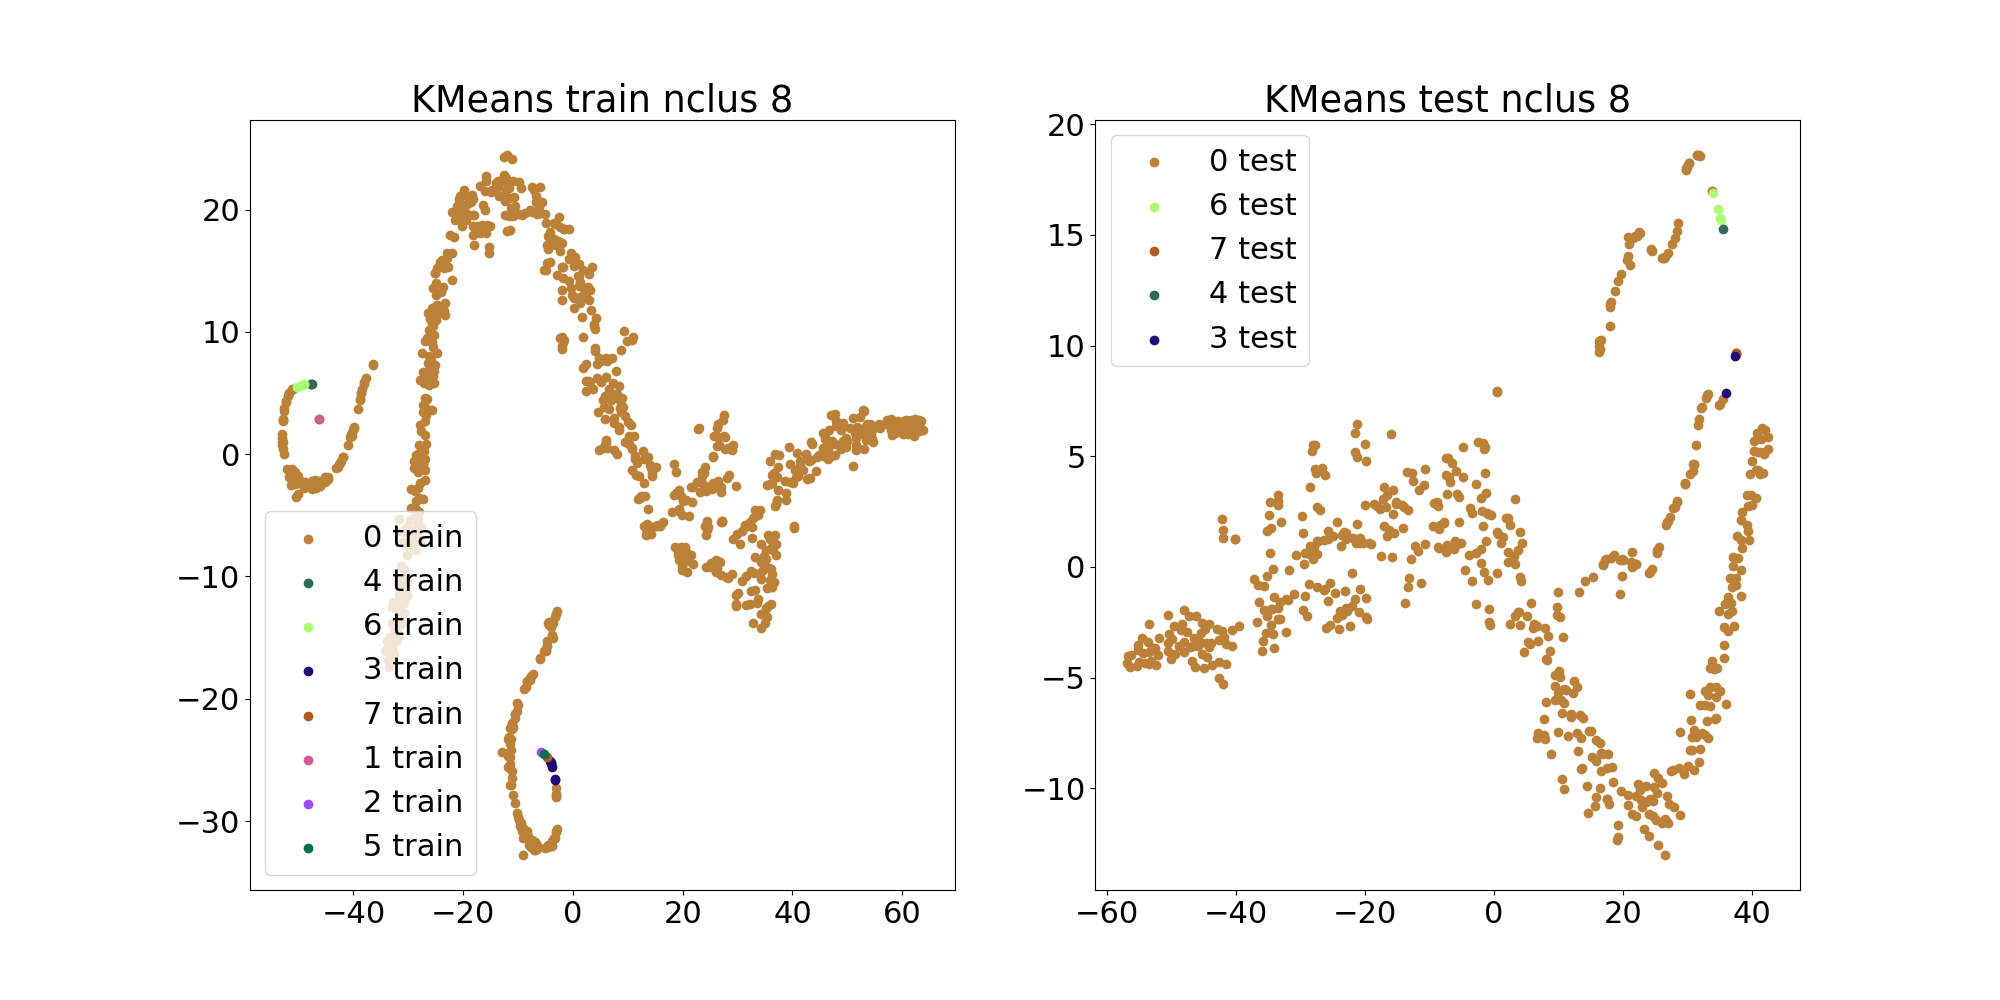 KMeans train nclus 8
20
10
0
−10
−20
−30
0 train
4 train
6 train
3 train
7 train
1 train
2 train
5 train
−40 −20 0 20 40 60
KMeans test nclus 8
20
15
10
5
0
−5
−10
0 test
6 test
7 test
4 test
3 test
−60 −40 −20 0 20 40